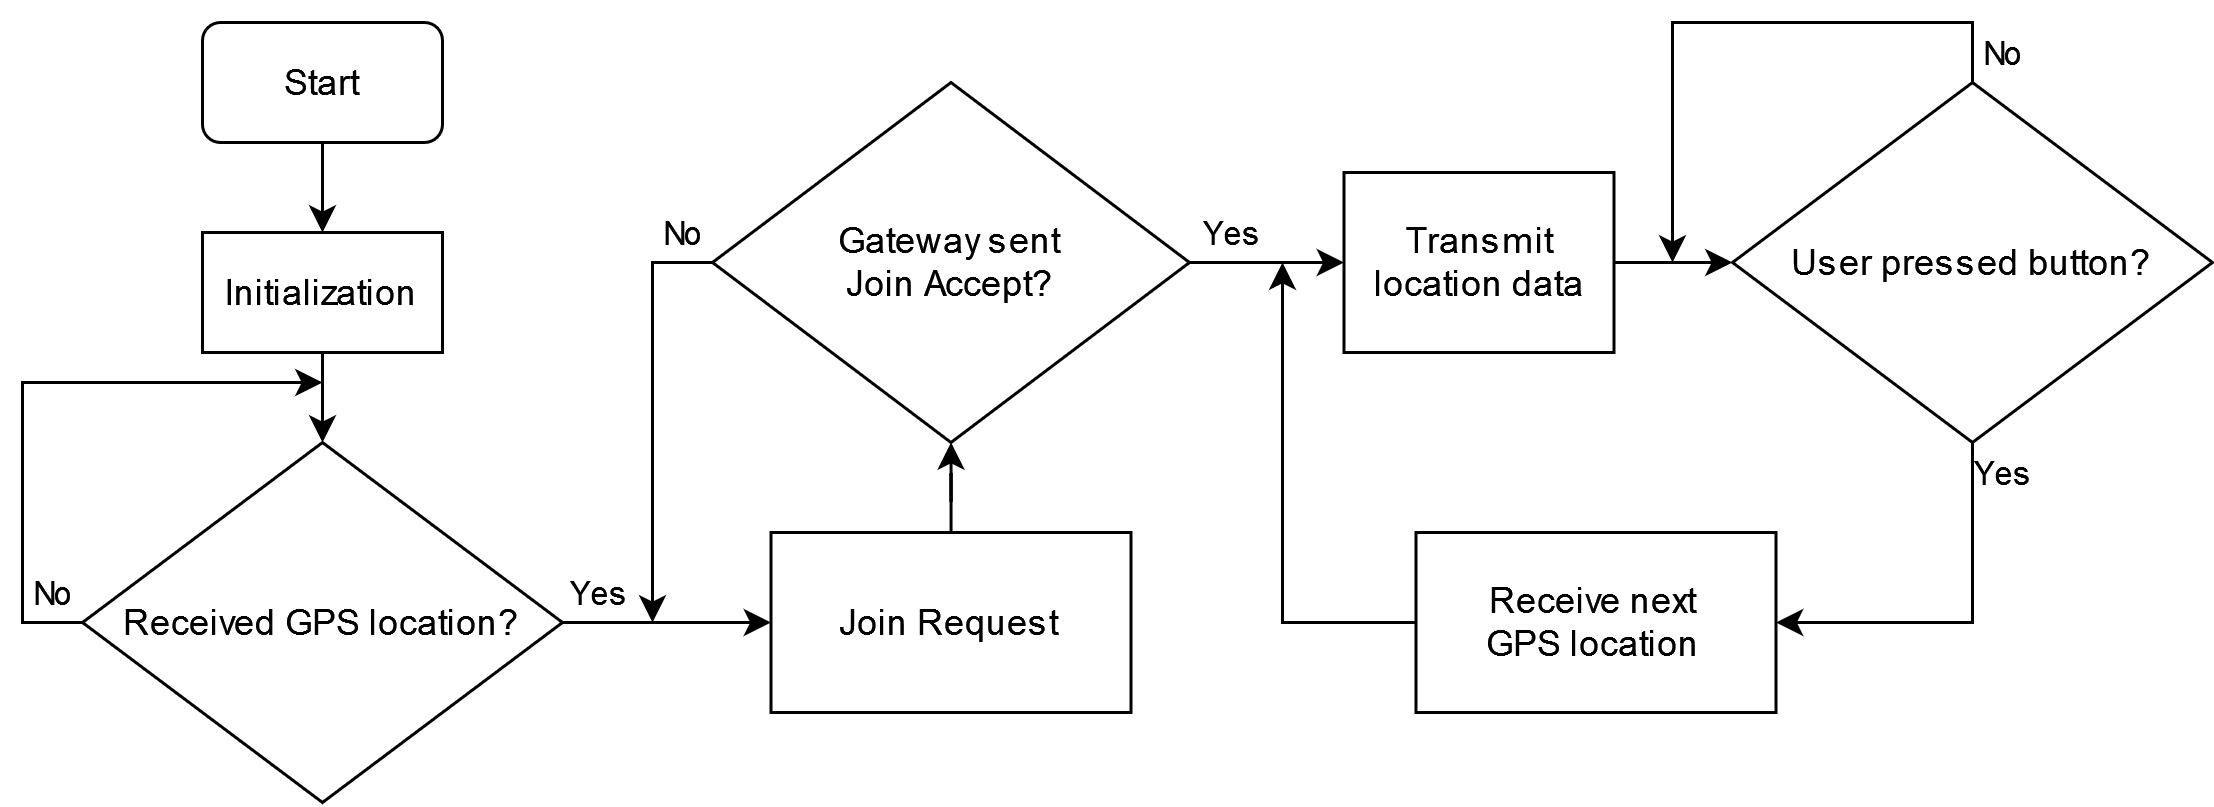 Start
Initialization
No
Received GPS location?
Yes
Join Request
No
Gateway sent
Join Accept?
Yes
Transmit
location data
No
User pressed button?
Yes
Receive next
GPS location